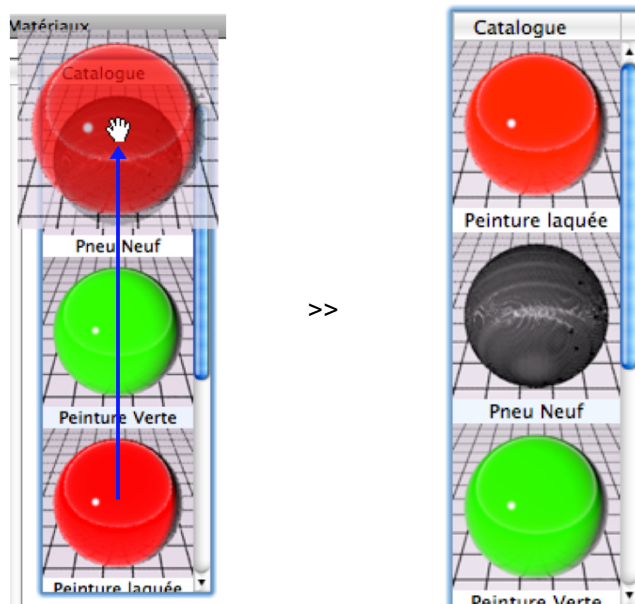 Matériaux
Catalogue
Pneu Neuf
Peinture Verte
Peinture laquée
>>
Catalogue
Peinture laquée
Pneu Neuf
Peinture Verte